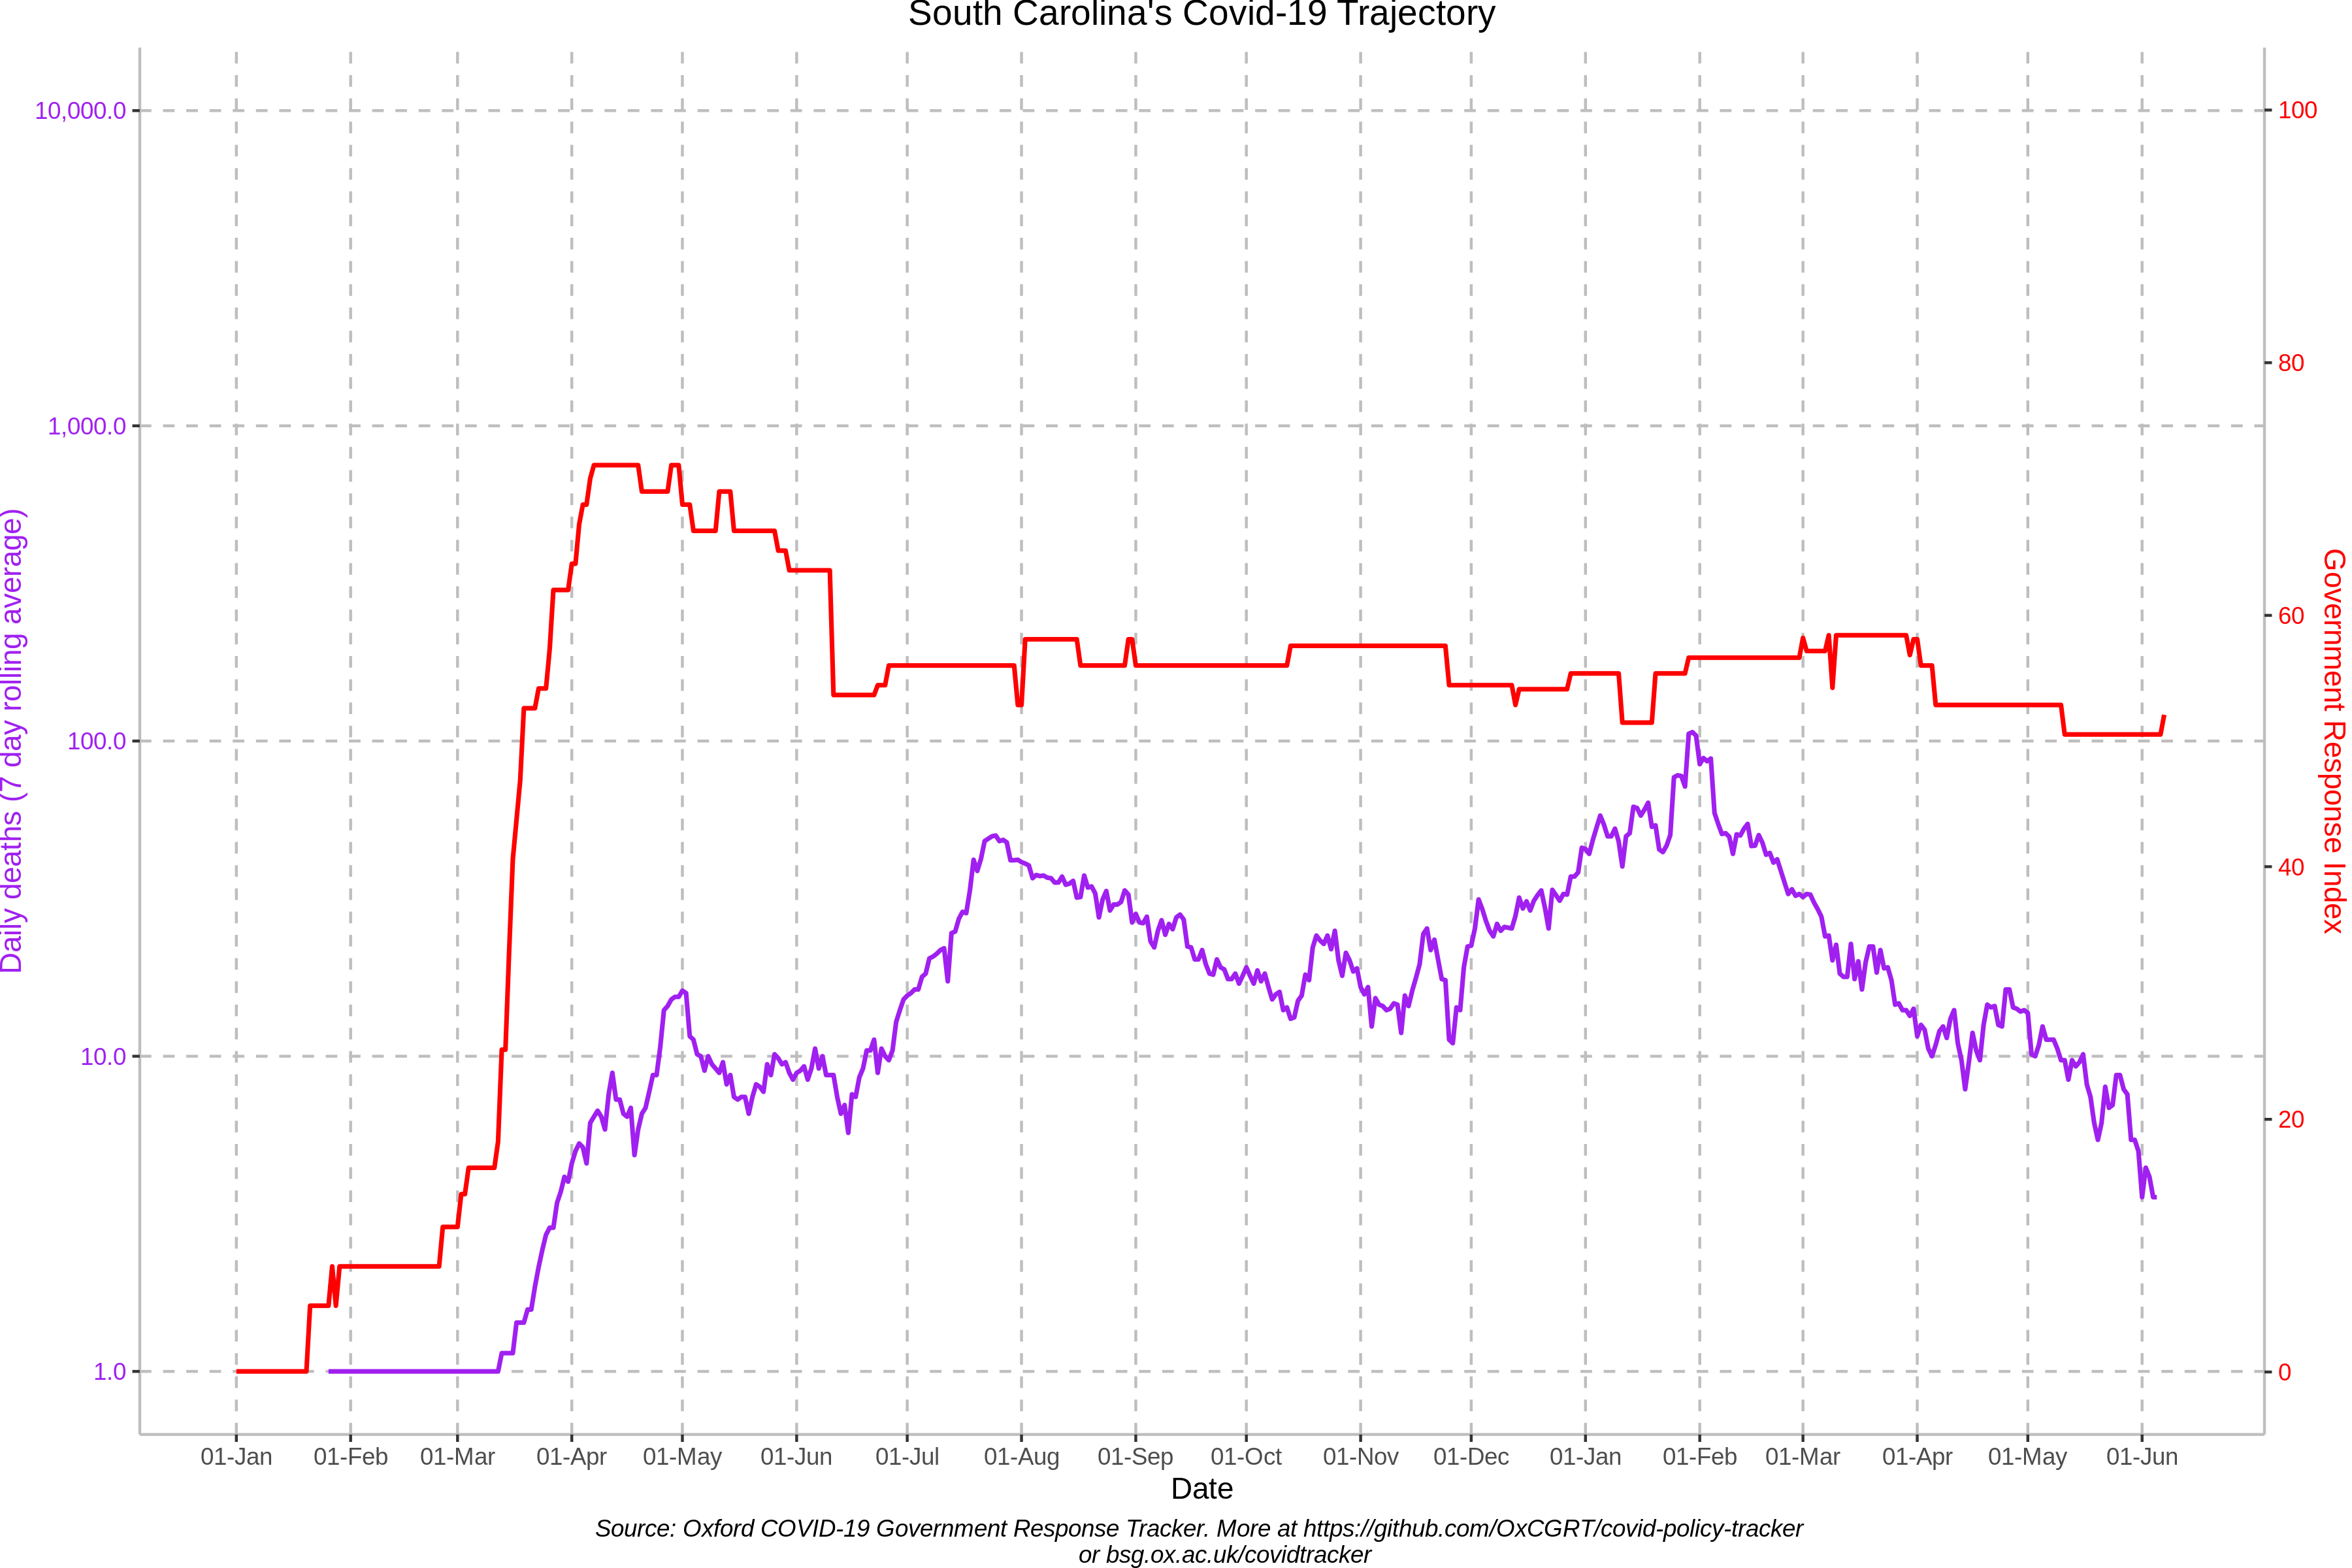 South Carolina's Covid-19 Trajectory
10,000.0
1,000.0
100.0
10.0
1.0
Daily deaths (7 day rolling average)
100
80
60
40
20
0
Government Response Index
01-Jan 01-Feb 01-Mar 01-Apr 01-May 01-Jun 01-Jul 01-Aug 01-Sep 01-Oct 01-Nov 01-Dec 01-Jan 01-Feb 01-Mar 01-Apr 01-May 01-Jun
Date
Source: Oxford COVID-19 Government Response Tracker. More at https://github.com/OxCGRT/covid-policy-tracker
or bsg.ox.ac.uk/covidtracker